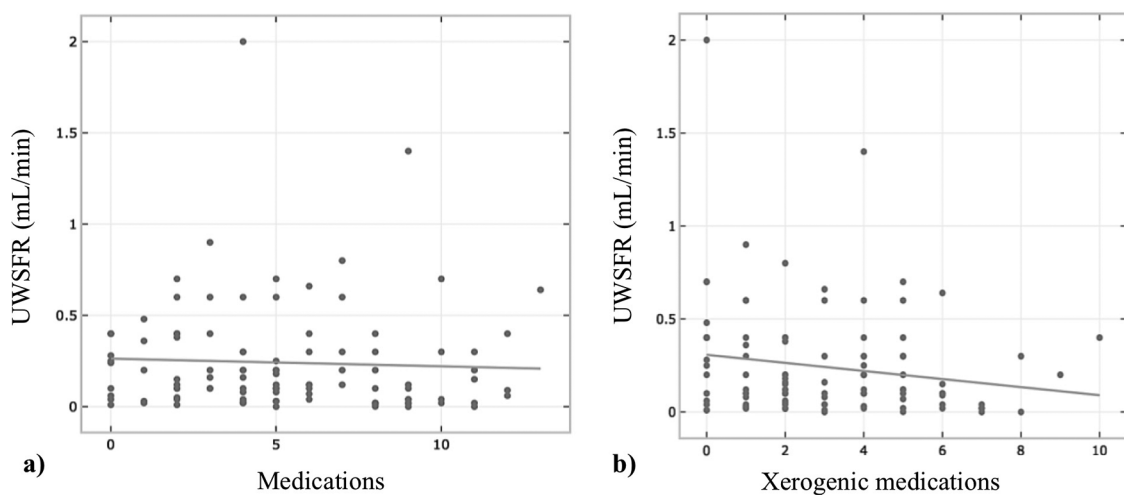 2
1.5
1
0.5
0
UWSFR (mL/min)
0 5 10
a)
Medications
2
1.5
1
0.5
0
UWSFR (mL/min)
0 2 4 6 8 10
b)
Xerogenic medications